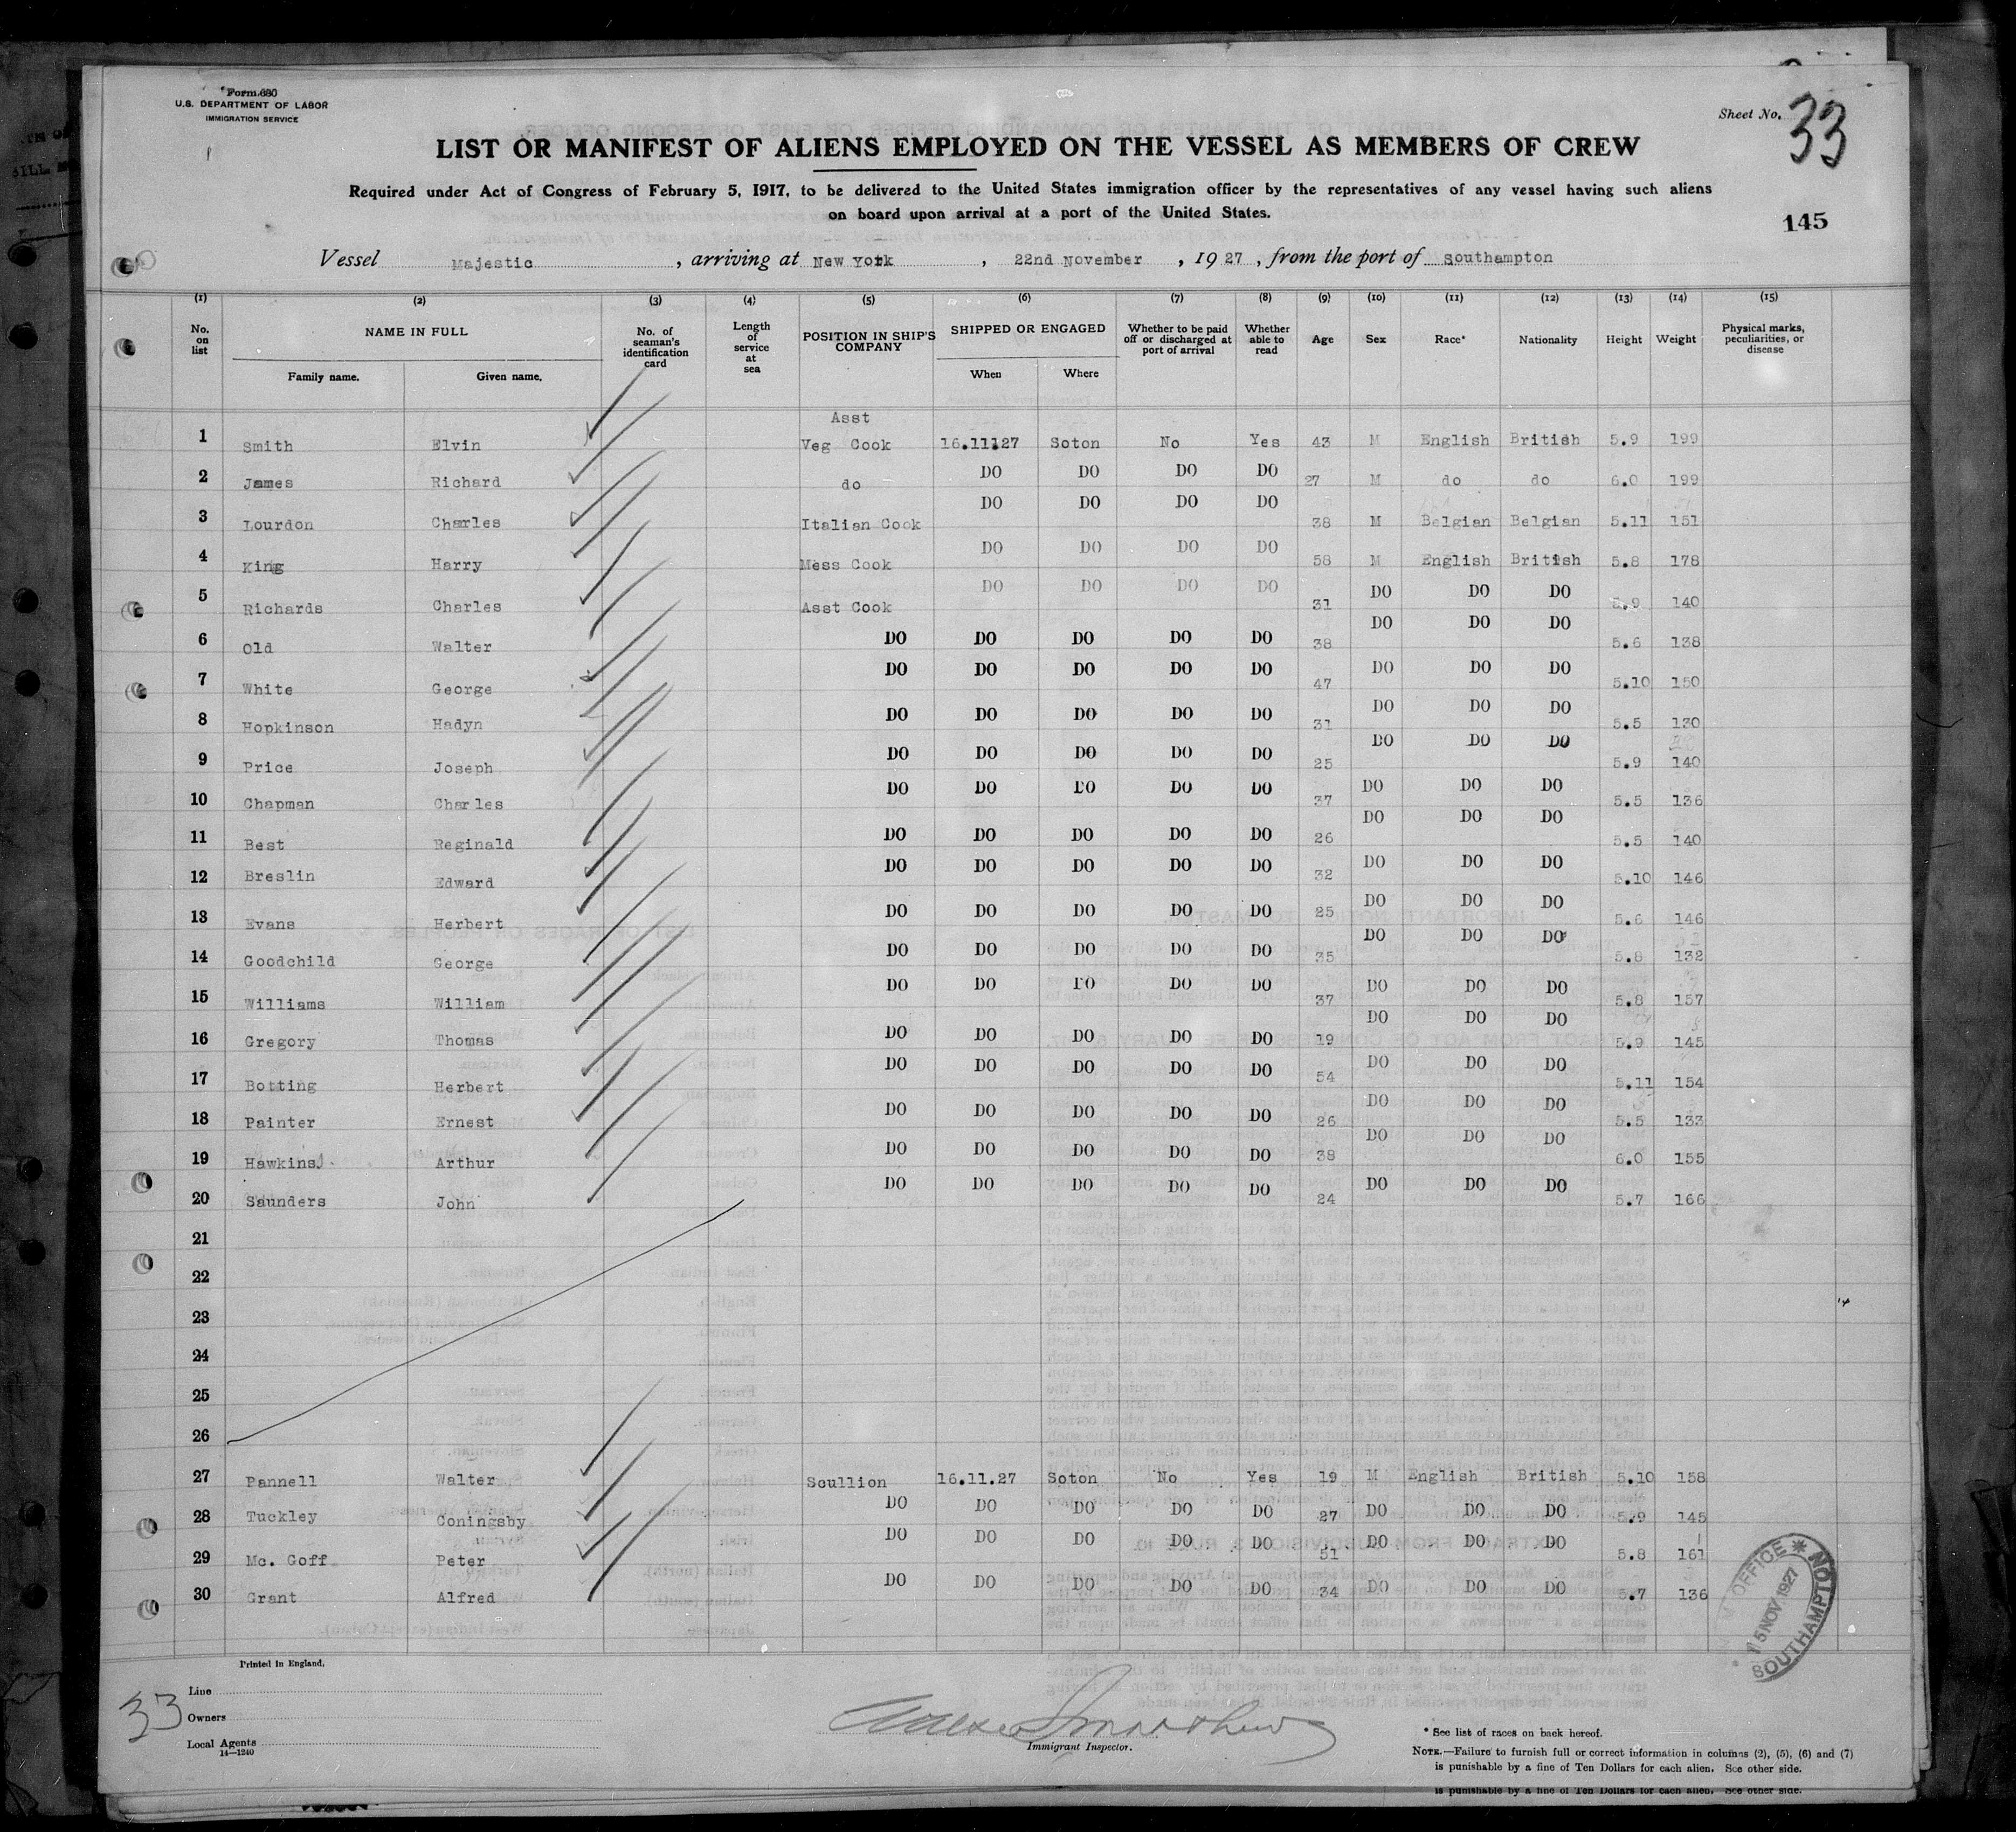 Form 680
U.S. DEPARTMENT OF LABOR
IMMIGRATION SERVICE
Sheet No. 33
LIST OR MANIFEST OF ALIENS EMPLOYED ON THE VESSEL AS MEMBERS OF CREW
Required under Act of Congress of February 5, 1917, to be delivered to the United States immigration officer by the representatives of any vessel having such aliens
on board upon arrival at a port of the United States.
145
Vessel Majestic, arriving at New York, 22nd November, 1927, from the port of Southampton
(1) (2) (3) (4) (5) (6) (7) (8) (9) (10) (11) (12) (13) (14) (15)
No. on list NAME IN FULL No. of seaman's identification card Length of service at sea POSITION IN SHIP'S COMPANY SHIPPED OR ENGAGED Whether to be paid off or discharged at port of arrival Whether able to read Age Sex Race* Nationality Height Weight Physical marks, peculiarities, or disease
Family name. Given name. When Where
Asst
1 Smith Elvin Veg Cook 16.11127 Soton No Yes 43 M English British 5.9 199
2 James Richard do DO DO DO DO 27 M do do 6.0 199
3 Lourdon Charles Italian Cook DO DO DO DO 38 M Belgian Belgian 5.11 151
4 King Harry Mess Cook DO DO DO DO 58 M English British 5.8 178
5 Richards Charles Asst Cook DO DO DO DO 31 DO DO DO 5.9 140
6 Old Walter DO DO DO DO DO 38 DO DO DO 5.6 138
7 White George DO DO DO DO DO 47 DO DO DO 5.10 150
8 Hopkinson Hadyn DO DO DO DO DO 31 DO DO DO 5.5 130
9 Price Joseph DO DO DO DO DO 25 DO DO DO 5.9 140
10 Chapman Charles DO DO DO DO DO 37 DO DO DO 5.5 136
11 Best Reginald DO DO DO DO DO 26 DO DO DO 5.5 140
12 Breslin Edward DO DO DO DO DO 32 DO DO DO 5.10 146
13 Evans Herbert DO DO DO DO DO 25 DO DO DO 5.6 146
14 Goodchild George DO DO DO DO DO 35 DO DO DO 5.8 132
15 Williams William DO DO DO DO DO 37 DO DO DO 5.8 157
16 Gregory Thomas DO DO DO DO DO 19 DO DO DO 5.9 145
17 Botting Herbert DO DO DO DO DO 54 DO DO DO 5.11 154
18 Painter Ernest DO DO DO DO DO 26 DO DO DO 5.5 133
19 Hawkins Arthur DO DO DO DO DO 38 DO DO DO 6.0 155
20 Saunders John DO DO DO DO DO 24 DO DO DO 5.7 166
21
22
23
24
25
26
27 Pannell Walter Scullion 16.11.27 Soton No Yes 19 M English British 5.10 158
28 Tuckley Coningsby DO DO DO DO DO 27 DO DO DO 5.9 145
29 Mc. Goff Peter DO DO DO DO DO 51 DO DO DO 5.8 161
30 Grant Alfred DO DO DO DO DO 34 DO DO DO 5.7 136
OFFICE * SOUTHAMPTON
15 NOV 1927
Printed in England.
33
Line
Owners
Local Agents
14—1240
Immigrant Inspector.
* See list of races on back hereof.
NOTE.—Failure to furnish full or correct information in columns (2), (5), (6) and (7)
is punishable by a fine of Ten Dollars for each alien. See other side.
is punishable by a fine of Ten Dollars for each alien. See other side.